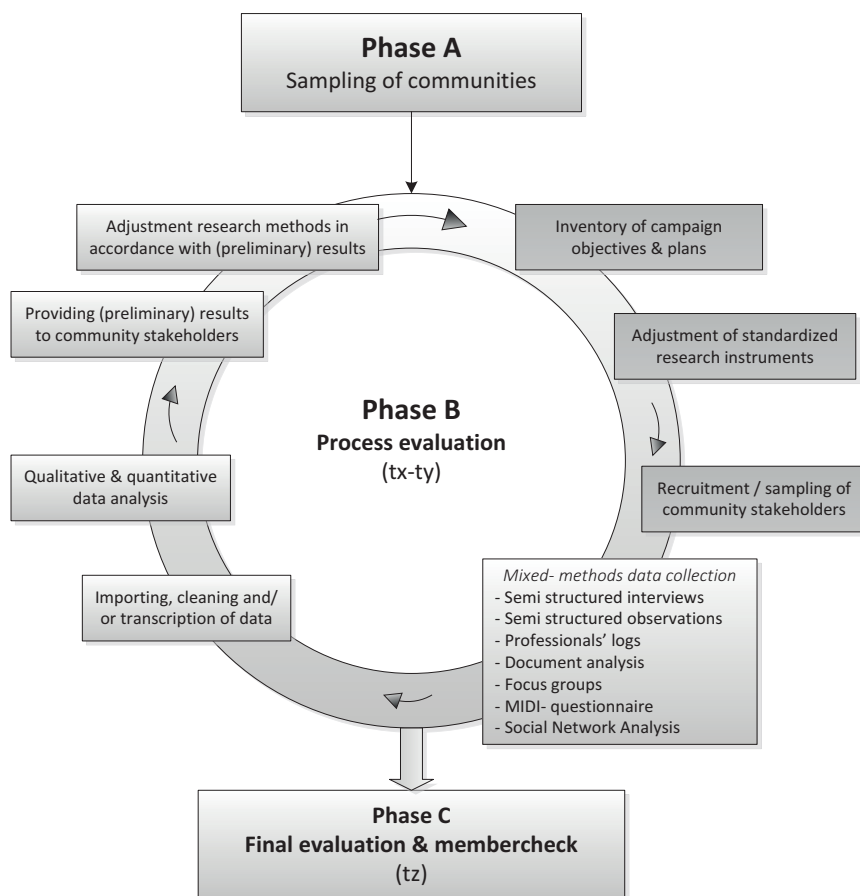 Phase A
Sampling of communities
Adjustment research methods in
accordance with (preliminary) results
Inventory of campaign
objectives & plans
Providing (preliminary) results
to community stakeholders
Adjustment of standardized
research instruments
Phase B
Process evaluation
(tx-ty)
Qualitative & quantitative
data analysis
Recruitment / sampling of
community stakeholders
Importing, cleaning and/
or transcription of data
Mixed- methods data collection
- Semi structured interviews
- Semi structured observations
- Professionals’ logs
- Document analysis
- Focus groups
- MIDI- questionnaire
- Social Network Analysis
Phase C
Final evaluation & membercheck
(tz)